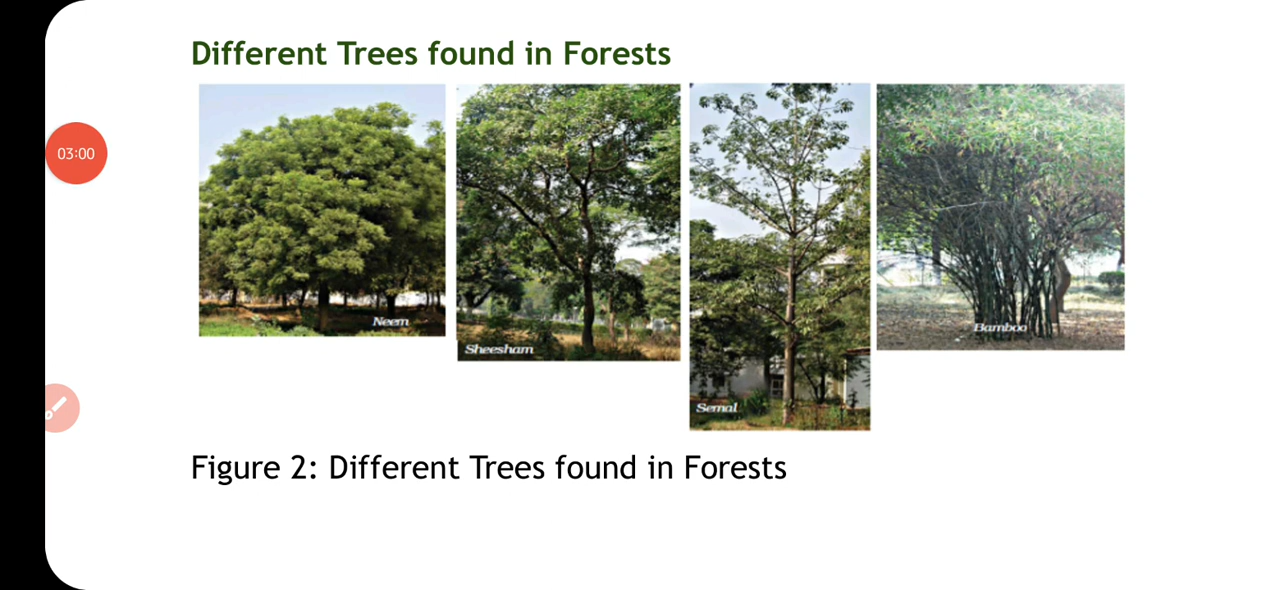 Different Trees found in Forests
03:00
Neem
Sheesham
Semal
Bamboo
Figure 2: Different Trees found in Forests